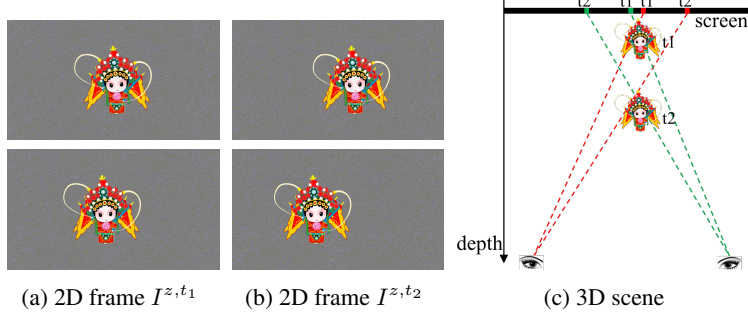 t2 t1 t1 t2
screen
t1
t2
depth
(a) 2D frame I^{z,t_1} (b) 2D frame I^{z,t_2} (c) 3D scene